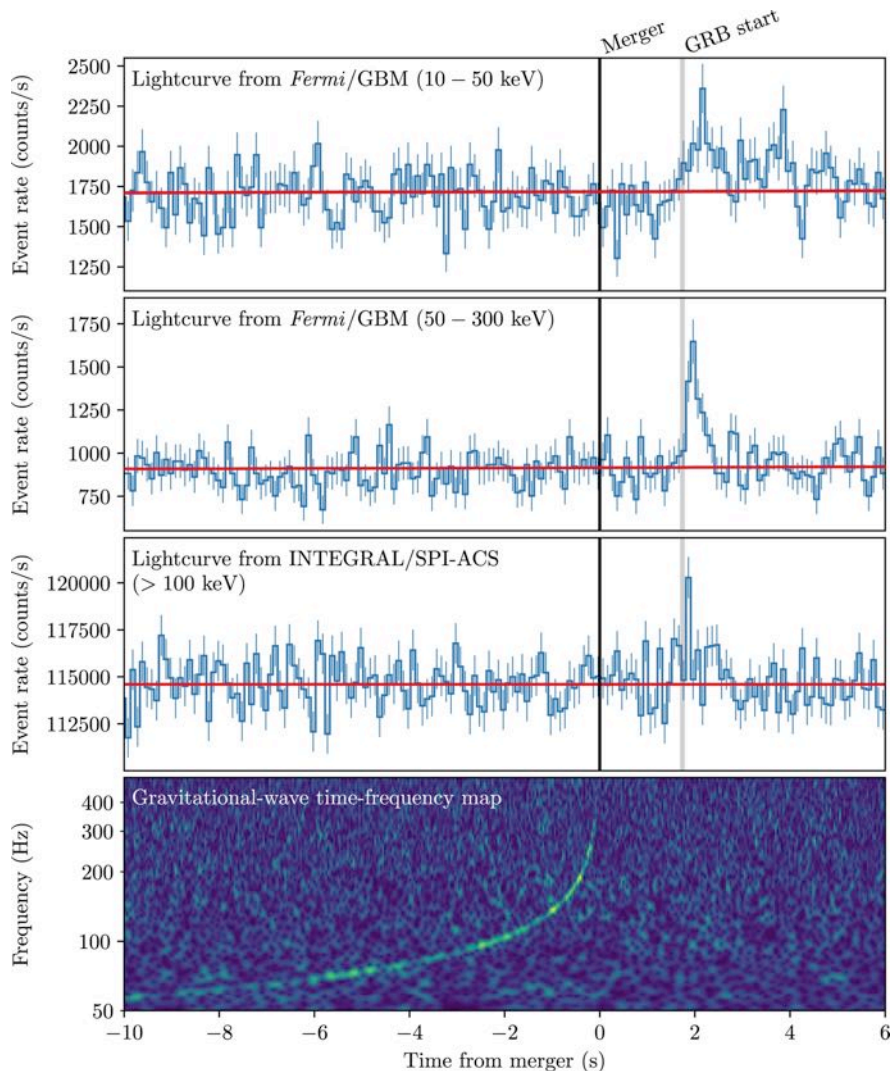 Merger
GRB start
Event rate (counts/s)
2500
2250
2000
1750
1500
1250
Lightcurve from Fermi/GBM (10 − 50 keV)
Event rate (counts/s)
1750
1500
1250
1000
750
Lightcurve from Fermi/GBM (50 − 300 keV)
Event rate (counts/s)
120000
117500
115000
112500
Lightcurve from INTEGRAL/SPI-ACS
(> 100 keV)
Frequency (Hz)
400
300
200
100
50
Gravitational-wave time-frequency map
−10 −8 −6 −4 −2 0 2 4 6
Time from merger (s)